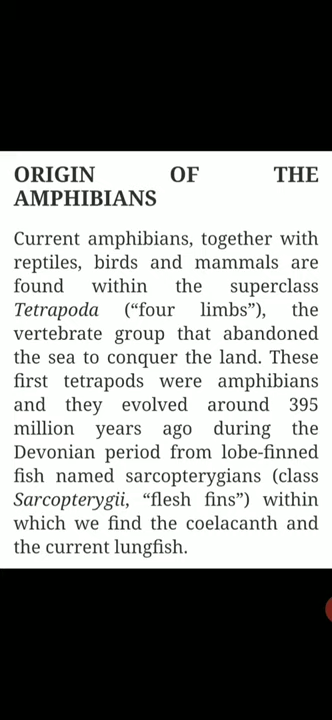 ORIGIN OF THE
AMPHIBIANS
Current amphibians, together with
reptiles, birds and mammals are
found within the superclass
Tetrapoda (“four limbs”), the
vertebrate group that abandoned
the sea to conquer the land. These
first tetrapods were amphibians
and they evolved around 395
million years ago during the
Devonian period from lobe-finned
fish named sarcopterygians (class
Sarcopterygii, “flesh fins”) within
which we find the coelacanth and
the current lungfish.